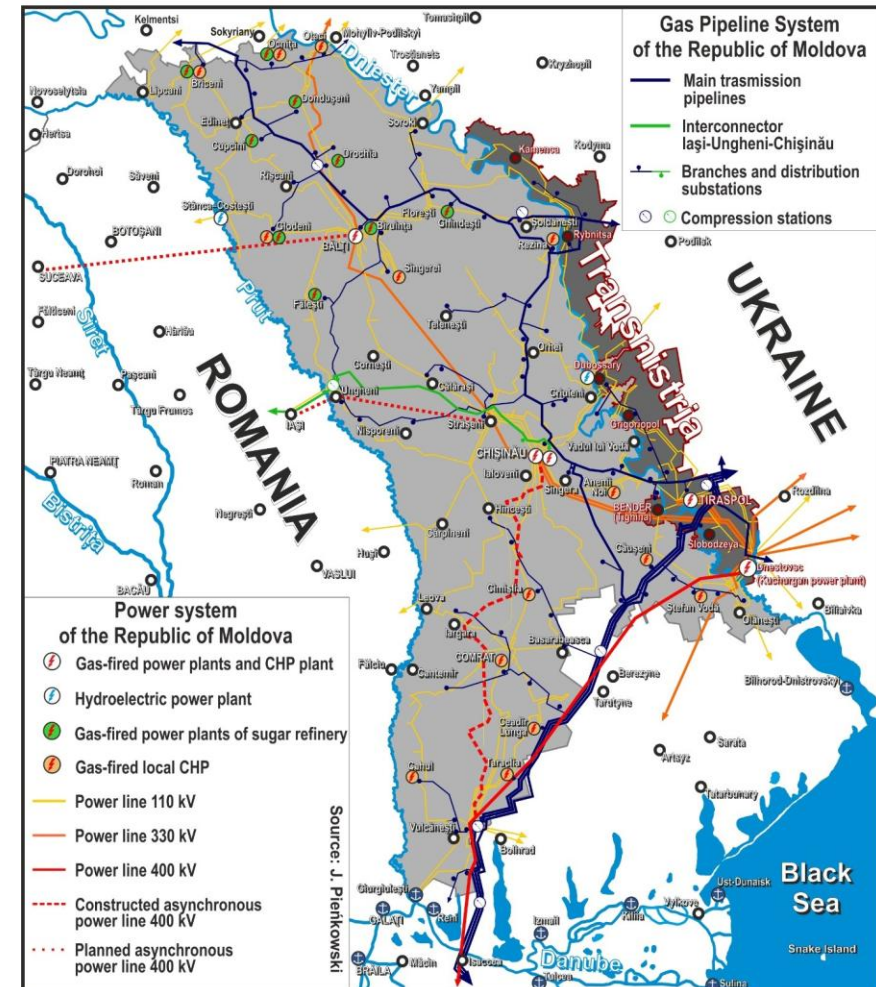 Gas Pipeline System
of the Republic of Moldova
Main trasmission
pipelines
Interconnector
Iași-Ungheni-Chișinău
Branches and distribution
substations
Compression stations
Kelmentsi
Sokyriany
Ocnița
Otaci
Mohyliv-Podilskyi
Tomashpil
Trostianets
Kryzhopil
Dniester
Novoselytsia
Lipcani
Briceni
Dondușeni
Yampil
Hertsa
Edineț
Soroki
Cupcini
Drochia
Kamenca
Kodyma
Dorohoi
Săveni
Rîșcani
Stânca-Costești
Florești
Ghindești
Șoldanești
BOTOȘANI
Glodeni
BĂLȚI
Biruința
Rezina
Rybnitsa
Podilsk
SUCEAVA
Sîngerei
Fălești
Fălticeni
Siret
Prut
Hârlău
Telenești
Transnistria
UKRAINE
Orhei
Târgu Neamț
Pașcani
Cornești
Dubossary
Târgu Frumos
ROMANIA
Ungheni
Călărași
Criuleni
IAȘI
Grigoriopol
Nisporeni
Strășeni
Vadul lui Vodă
CHIȘINĂU
PIATRA NEAMȚ
Roman
Ialoveni
Sîngera
Anenii
Noi
TIRASPOL
Rozdilna
Bistrița
Negrești
Hîncești
BENDER
(Tighina)
Slobodzeya
Cărpineni
Căușeni
Dnestovsc
(Kuchurgan power plant)
Huși
VASLUI
BACĂU
Cimișlia
Ștefan Vodă
Leova
Olănești
Biliaivka
Iargara
Basarabeasca
Fălciu
Cantemir
COMRAT
Berezyne
Tarutyne
Bilhorod-Dnistrovskyi
Ceadîr
Lunga
Sarata
Artsyz
Cahul
Taraclia
Tatarbunary
Vulcănești
Bolhrad
Giurgiulești
GALAȚI
Reni
Izmail
Kilia
Vylkove
Ust-Dunaisk
Black
Sea
Snake Island
BRAILA
Măcin
Isaccea
Danube
Tulcea
Sulina
Power system
of the Republic of Moldova
Gas-fired power plants and CHP plant
Hydroelectric power plant
Gas-fired power plants of sugar refinery
Gas-fired local CHP
Power line 110 kV
Power line 330 kV
Power line 400 kV
Constructed asynchronous
power line 400 kV
Planned asynchronous
power line 400 kV
Source: J. Pieńkowski